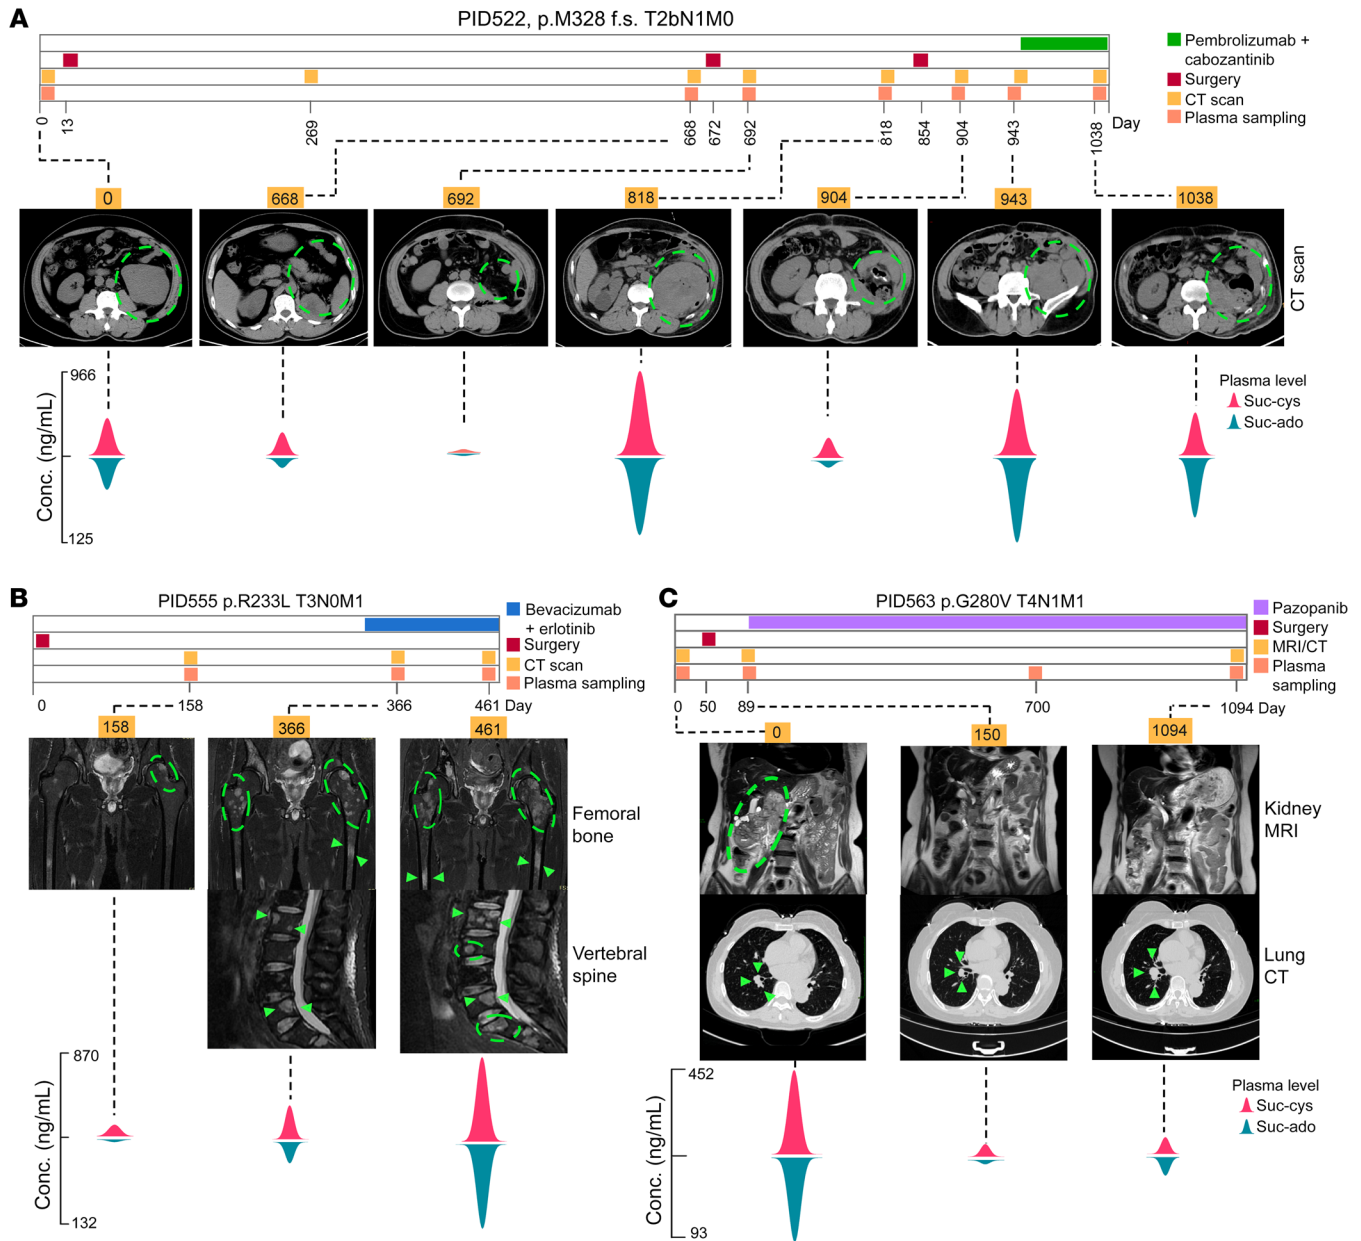 A
PID522, p.M328 f.s. T2bN1M0
Pembrolizumab +
cabozantinib
Surgery
CT scan
Plasma sampling
0 13 269 668 672 692 818 854 904 943 1038 Day
0 668 692 818 904 943 1038
CT scan
966
Conc. (ng/mL)
125
Plasma level
Suc-cys
Suc-ado
B
PID555 p.R233L T3N0M1
Bevacizumab
+ erlotinib
Surgery
CT scan
Plasma sampling
0 158 366 461 Day
158 366 461
Femoral
bone
Vertebral
spine
870
Conc. (ng/mL)
132
C
PID563 p.G280V T4N1M1
Pazopanib
Surgery
MRI/CT
Plasma
sampling
0 50 89 700 1094 Day
0 150 1094
Kidney
MRI
Lung
CT
452
Conc. (ng/mL)
93
Plasma level
Suc-cys
Suc-ado